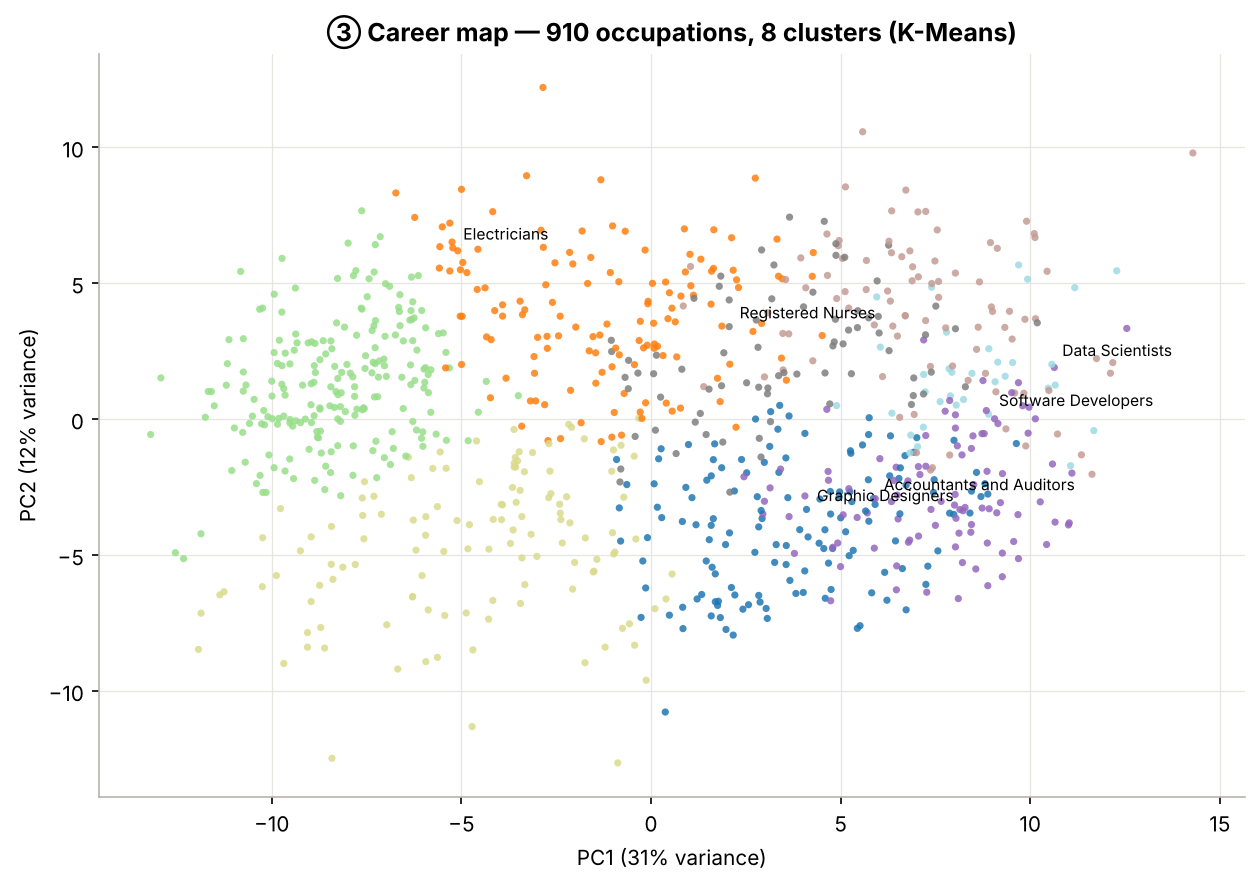 ③ Career map — 910 occupations, 8 clusters (K-Means)
10
5
0
−5
−10
PC2 (12% variance)
Electricians
Registered Nurses
Data Scientists
Software Developers
Accountants and Auditors
Graphic Designers
−10
−5
0
5
10
15
PC1 (31% variance)